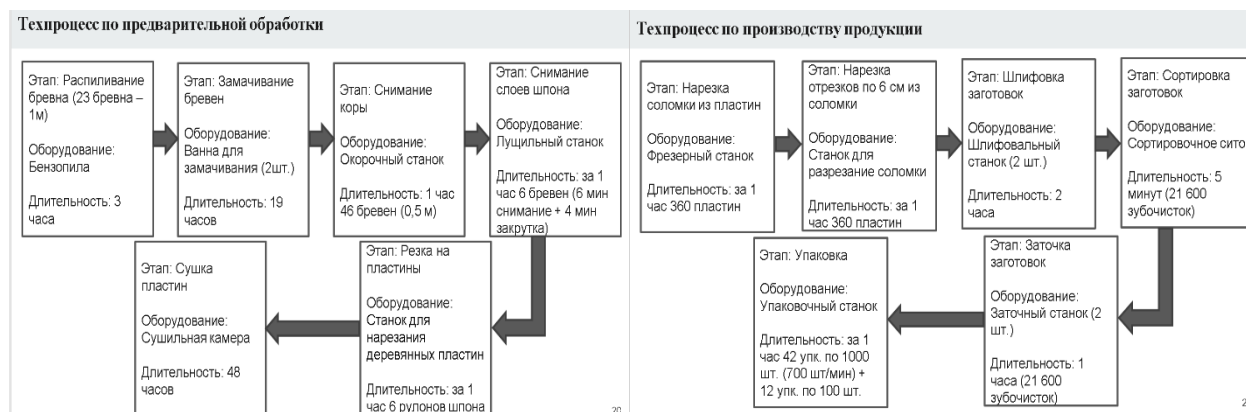 Техпроцесс по предварительной обработки
Этап: Распиливание
бревна (23 бревна –
1м)
Оборудование:
Бензопила
Длительность: 3
часа
Этап: Замачивание
бревен
Оборудование:
Ванна для
замачивания (2шт.)
Длительность: 19
часов
Этап: Снимание
коры
Оборудование:
Окорочный станок
Длительность: 1 час
46 бревен (0,5 м)
Этап: Снимание
слоев шпона
Оборудование:
Лущильный станок
Длительность: за 1
час 6 бревен (6 мин
снимание + 4 мин
закрутка)
Этап: Резка на
пластины
Оборудование:
Станок для
нарезания
деревянных пластин
Длительность: за 1
час 6 рулонов шпона
Этап: Сушка
пластин
Оборудование:
Сушильная камера
Длительность: 48
часов
20
Техпроцесс по производству продукции
Этап: Нарезка
соломки из пластин
Оборудование:
Фрезерный станок
Длительность: за 1
час 360 пластин
Этап: Нарезка
отрезков по 6 см из
соломки
Оборудование:
Станок для
разрезание соломки
Длительность: за 1
час 360 пластин
Этап: Шлифовка
заготовок
Оборудование:
Шлифовальный
станок (2 шт.)
Длительность: 2
часа
Этап: Сортировка
заготовок
Оборудование:
Сортировочное сито
Длительность: 5
минут (21 600
зубочисток)
Этап: Заточка
заготовок
Оборудование:
Заточный станок (2
шт.)
Длительность: 1
часа (21 600
зубочисток)
Этап: Упаковка
Оборудование:
Упаковочный станок
Длительность: за 1
час 42 упк. по 1000
шт. (700 шт/мин) +
12 упк. по 100 шт.
2